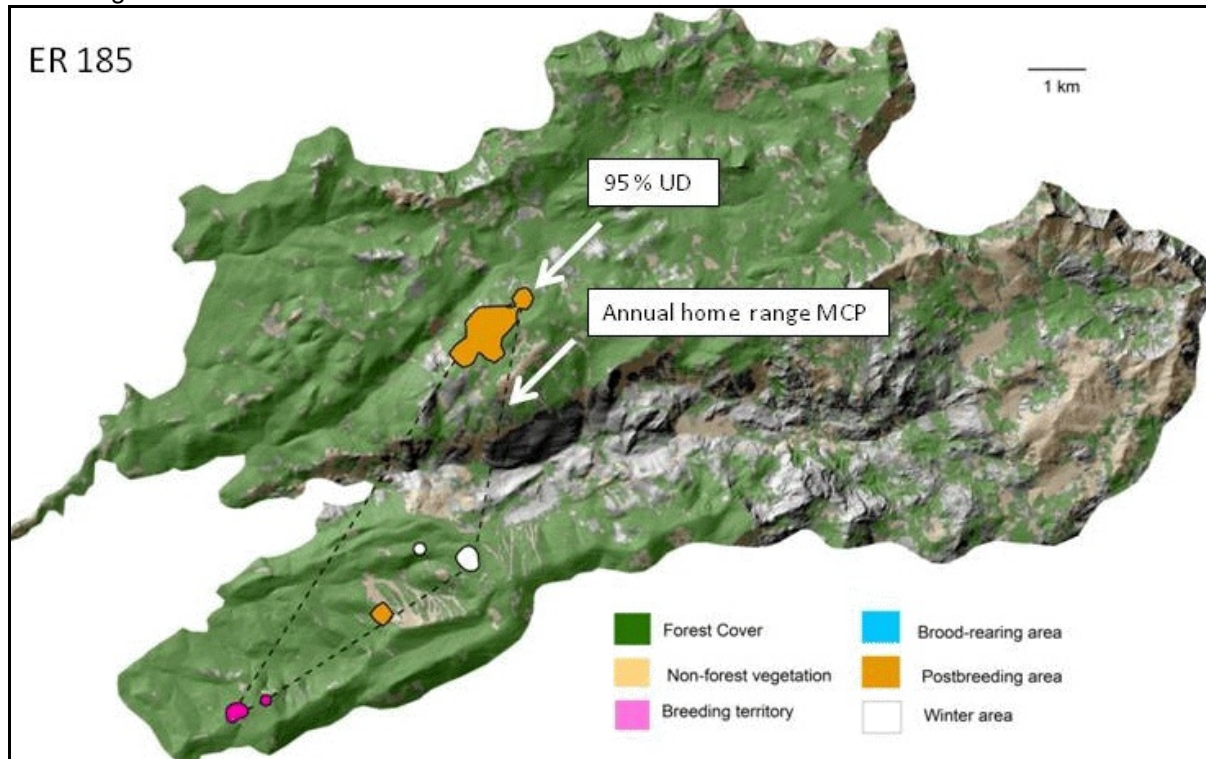 ER 185
1 km
95% UD
Annual home range MCP
Forest Cover
Brood-rearing area
Non-forest vegetation
Postbreeding area
Breeding territory
Winter area